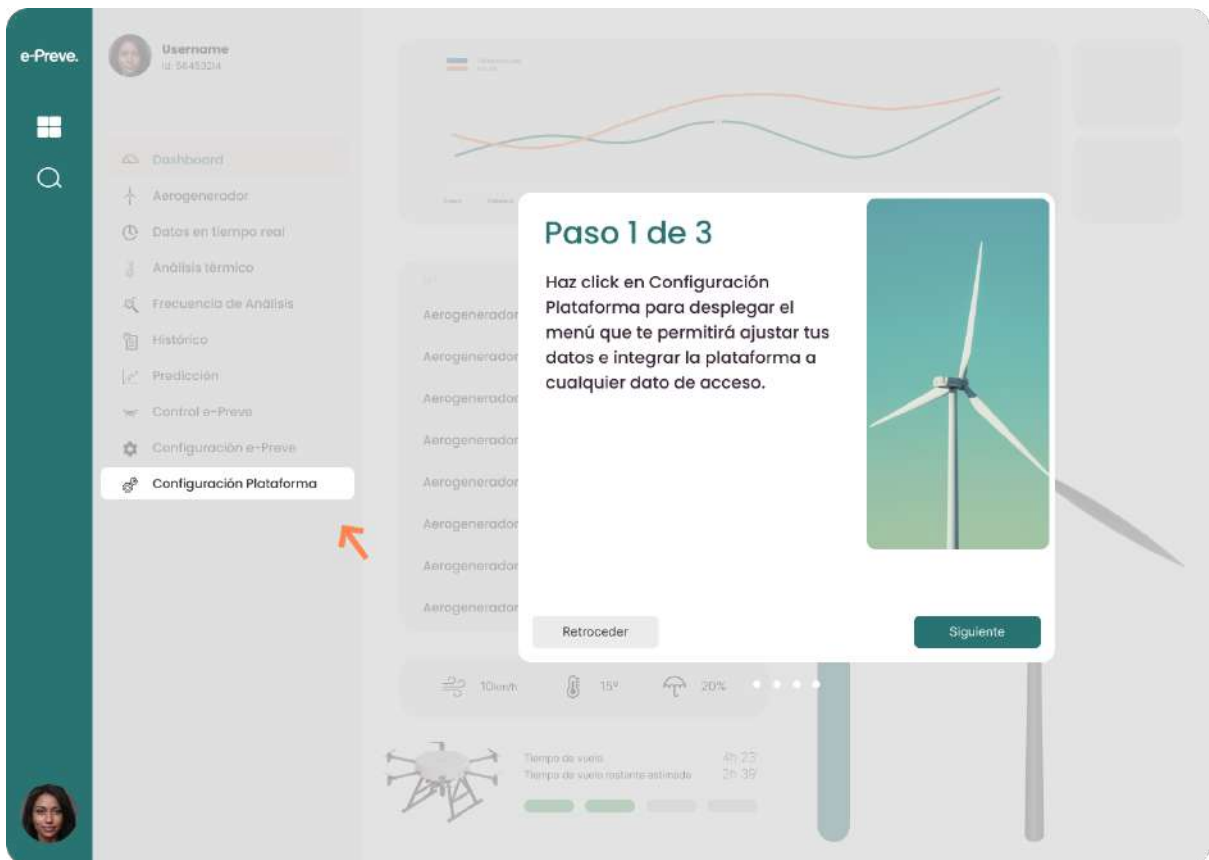 e-Preve.
Username
Id: 56453214
Dashboard
Aerogenerador
Datos en tiempo real
Análisis térmico
Frecuencia de Análisis
Histórico
Predicción
Control e-Preve
Configuración e-Preve
Configuración Plataforma
Paso 1 de 3
Haz click en Configuración
Plataforma para desplegar el
menú que te permitirá ajustar tus
datos e integrar la plataforma a
cualquier dato de acceso.
Retroceder
Siguiente
Aerogenerador
Aerogenerador
Aerogenerador
Aerogenerador
Aerogenerador
Aerogenerador
Aerogenerador
Aerogenerador
10km/h
15º
20%
Tiempo de vuelo 4h 23'
Tiempo de vuelo restante estimado 2h 39'